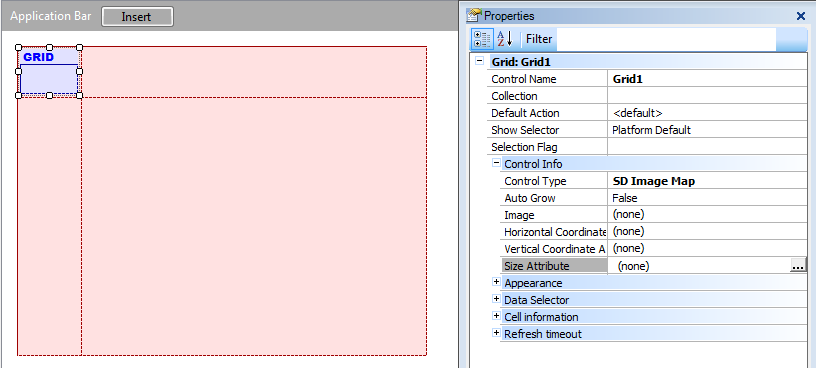 Application Bar Insert
GRID
Properties
Filter
Grid: Grid1
Control Name Grid1
Collection
Default Action <default>
Show Selector Platform Default
Selection Flag
Control Info
Control Type SD Image Map
Auto Grow False
Image (none)
Horizontal Coordinate (none)
Vertical Coordinate A (none)
Size Attribute (none) ...
Appearance
Data Selector
Cell information
Refresh timeout